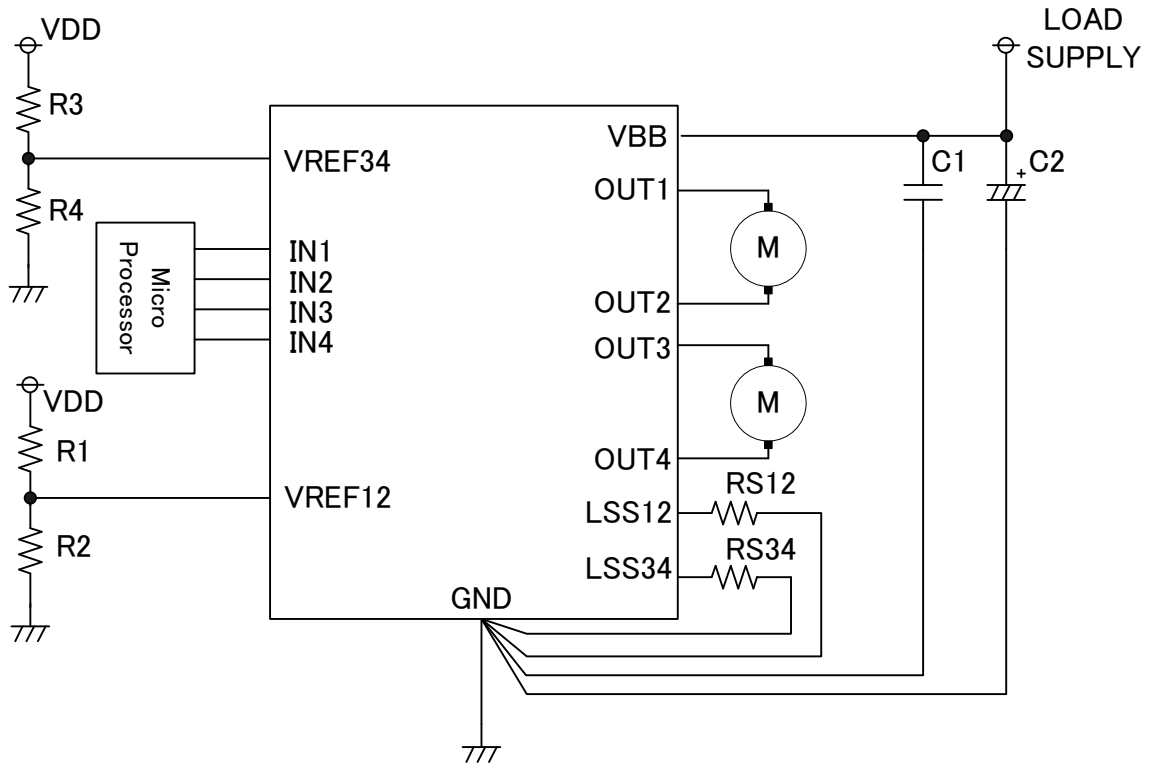 VDD
R3
R4
VREF34
Micro
Processor
IN1
IN2
IN3
IN4
VDD
R1
R2
VREF12
GND
VBB
OUT1
OUT2
OUT3
OUT4
LSS12
LSS34
M
M
RS12
RS34
LOAD
SUPPLY
C1
+
C2